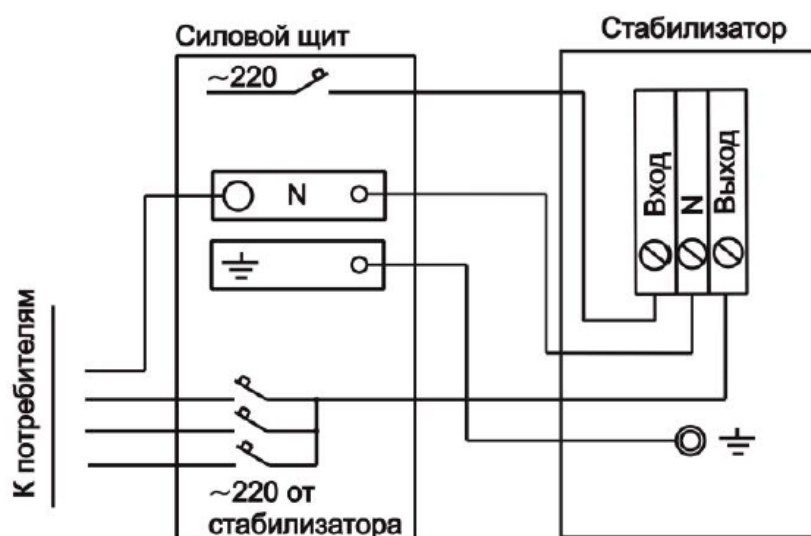 Силовой щит
Стабилизатор
~220
N
Вход
N
Выход
К потребителям
~220 от
стабилизатора